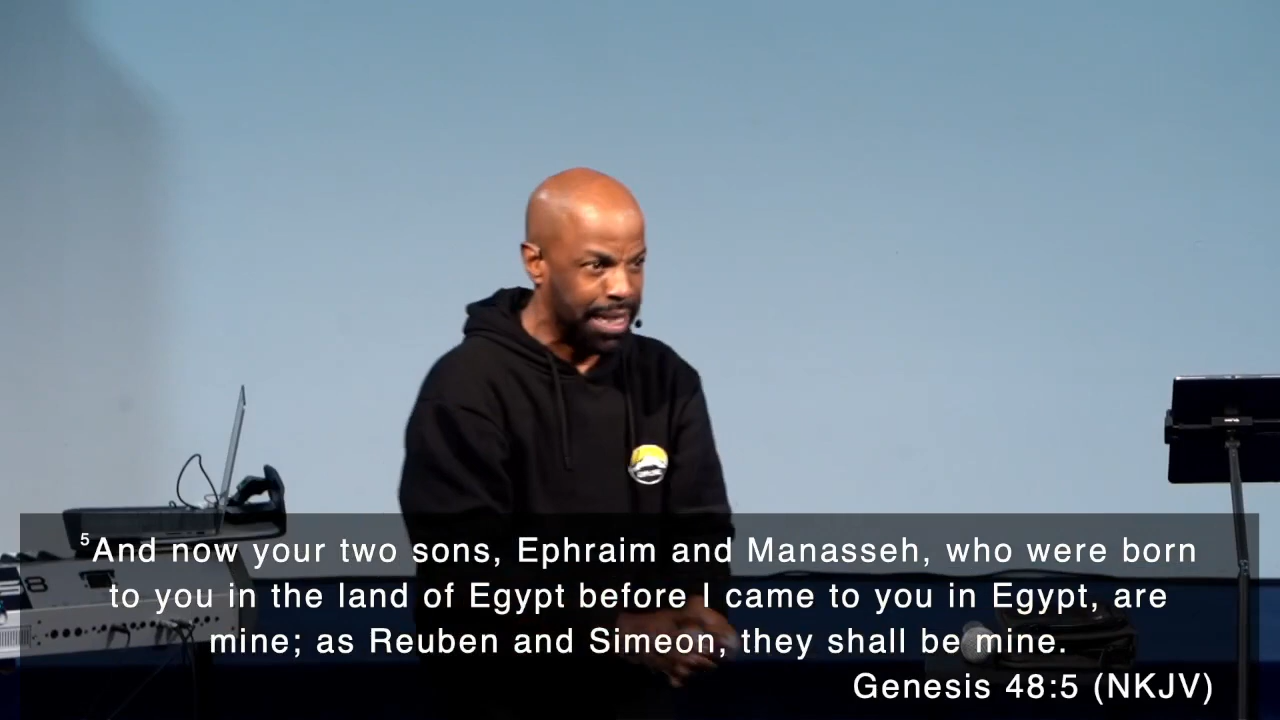 ⁵And now your two sons, Ephraim and Manasseh, who were born
to you in the land of Egypt before I came to you in Egypt, are
mine; as Reuben and Simeon, they shall be mine.
Genesis 48:5 (NKJV)